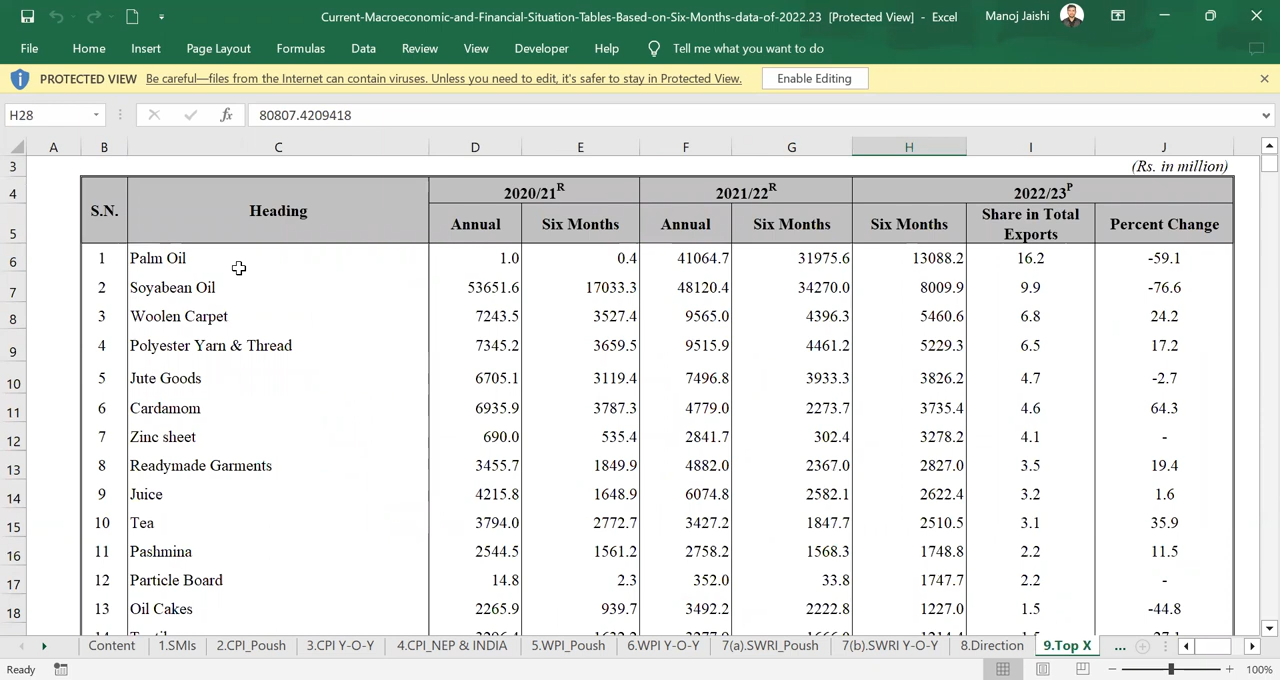 Current-Macroeconomic-and-Financial-Situation-Tables-Based-on-Six-Months-data-of-2022.23 [Protected View] - Excel Manoj Jaishi
File Home Insert Page Layout Formulas Data Review View Developer Help Tell me what you want to do
PROTECTED VIEW Be careful—files from the Internet can contain viruses. Unless you need to edit, it's safer to stay in Protected View. Enable Editing
H28 fx 80807.4209418
A B C D E F G H I J
3 (Rs. in million)
4 S.N. Heading 2020/21R 2021/22R 2022/23P
5 Annual Six Months Annual Six Months Six Months Share in Total Exports Percent Change
6 1 Palm Oil 1.0 0.4 41064.7 31975.6 13088.2 16.2 -59.1
7 2 Soyabean Oil 53651.6 17033.3 48120.4 34270.0 8009.9 9.9 -76.6
8 3 Woolen Carpet 7243.5 3527.4 9565.0 4396.3 5460.6 6.8 24.2
9 4 Polyester Yarn & Thread 7345.2 3659.5 9515.9 4461.2 5229.3 6.5 17.2
10 5 Jute Goods 6705.1 3119.4 7496.8 3933.3 3826.2 4.7 -2.7
11 6 Cardamom 6935.9 3787.3 4779.0 2273.7 3735.4 4.6 64.3
12 7 Zinc sheet 690.0 535.4 2841.7 302.4 3278.2 4.1 -
13 8 Readymade Garments 3455.7 1849.9 4882.0 2367.0 2827.0 3.5 19.4
14 9 Juice 4215.8 1648.9 6074.8 2582.1 2622.4 3.2 1.6
15 10 Tea 3794.0 2772.7 3427.2 1847.7 2510.5 3.1 35.9
16 11 Pashmina 2544.5 1561.2 2758.2 1568.3 1748.8 2.2 11.5
17 12 Particle Board 14.8 2.3 352.0 33.8 1747.7 2.2 -
18 13 Oil Cakes 2265.9 939.7 3492.2 2222.8 1227.0 1.5 -44.8
Content 1.SMIs 2.CPI_Poush 3.CPI Y-O-Y 4.CPI_NEP & INDIA 5.WPI_Poush 6.WPI Y-O-Y 7(a).SWRI_Poush 7(b).SWRI Y-O-Y 8.Direction 9.Top X ...
Ready 100%